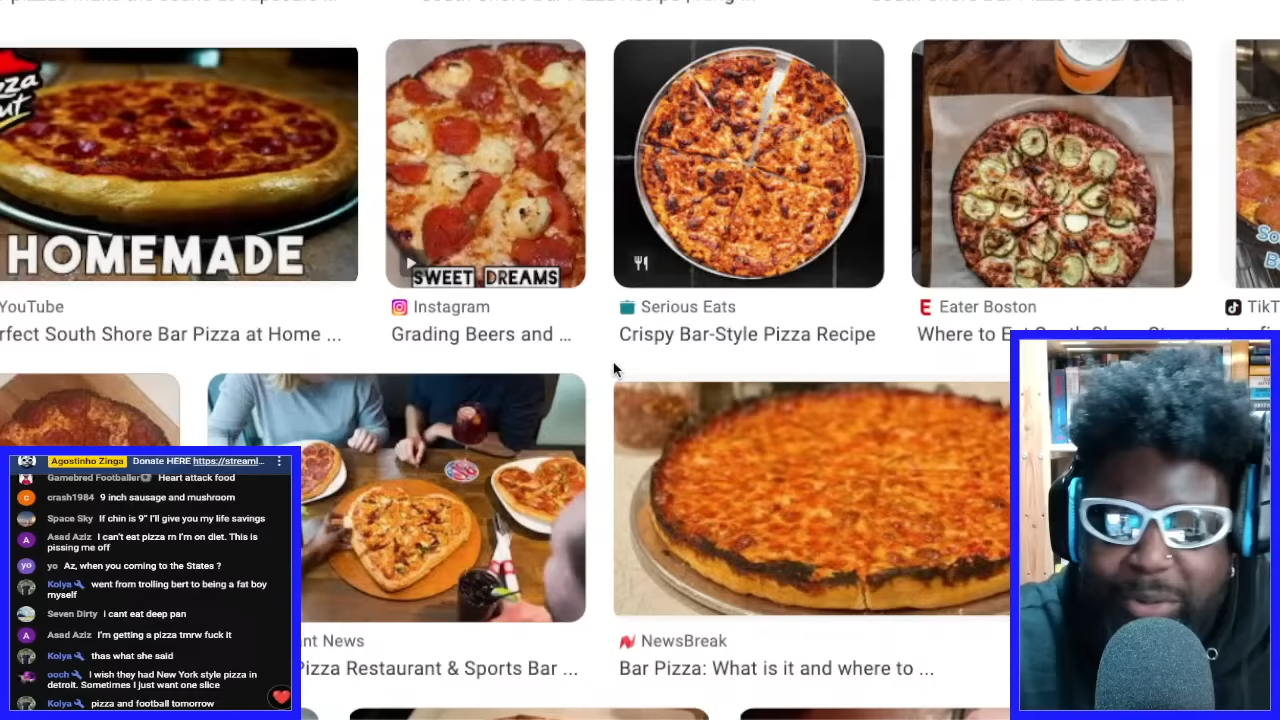 zza
ut
HOMEMADE
SWEET DREAMS
YouTube
Instagram
Serious Eats
Eater Boston
TikT
rfect South Shore Bar Pizza at Home ...
Grading Beers and ...
Crispy Bar-Style Pizza Recipe
Where to E
nt News
NewsBreak
Pizza Restaurant & Sports Bar ...
Bar Pizza: What is it and where to ...
Agostinho Zinga Donate HERE https://streaml...
Gamebred Footballer Heart attack food
crash1984 9 inch sausage and mushroom
Space Sky If chin is 9" I'll give you my life savings
Asad Aziz I can't eat pizza rn I'm on diet. This is
pissing me off
yo Az, when you coming to the States ?
Kolya went from trolling bert to being a fat boy
myself
Seven Dirty I cant eat deep pan
Asad Aziz I'm getting a pizza tmrw fuck it
Kolya thas what she said
ooch I wish they had New York style pizza in
detroit. Sometimes I just want one slice
Kolya pizza and football tomorrow